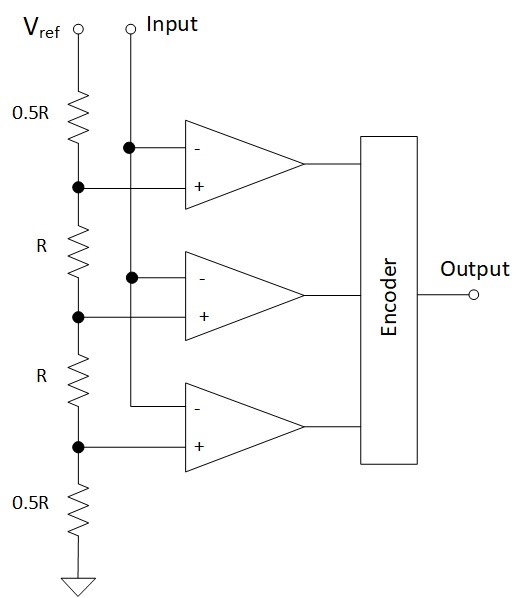 Vref
Input
0.5R
-
+
R
-
+
Output
Encoder
R
-
+
0.5R